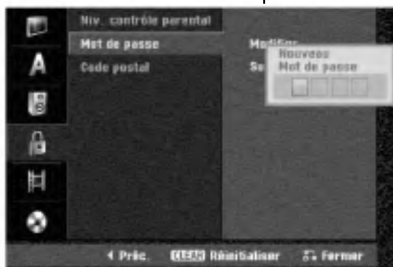 Niv. contrôle parental
Mot de passe
Modifier
Code postal
Nouveau
Mot de passe
Préc. CLEAR Réinitialiser Fermer